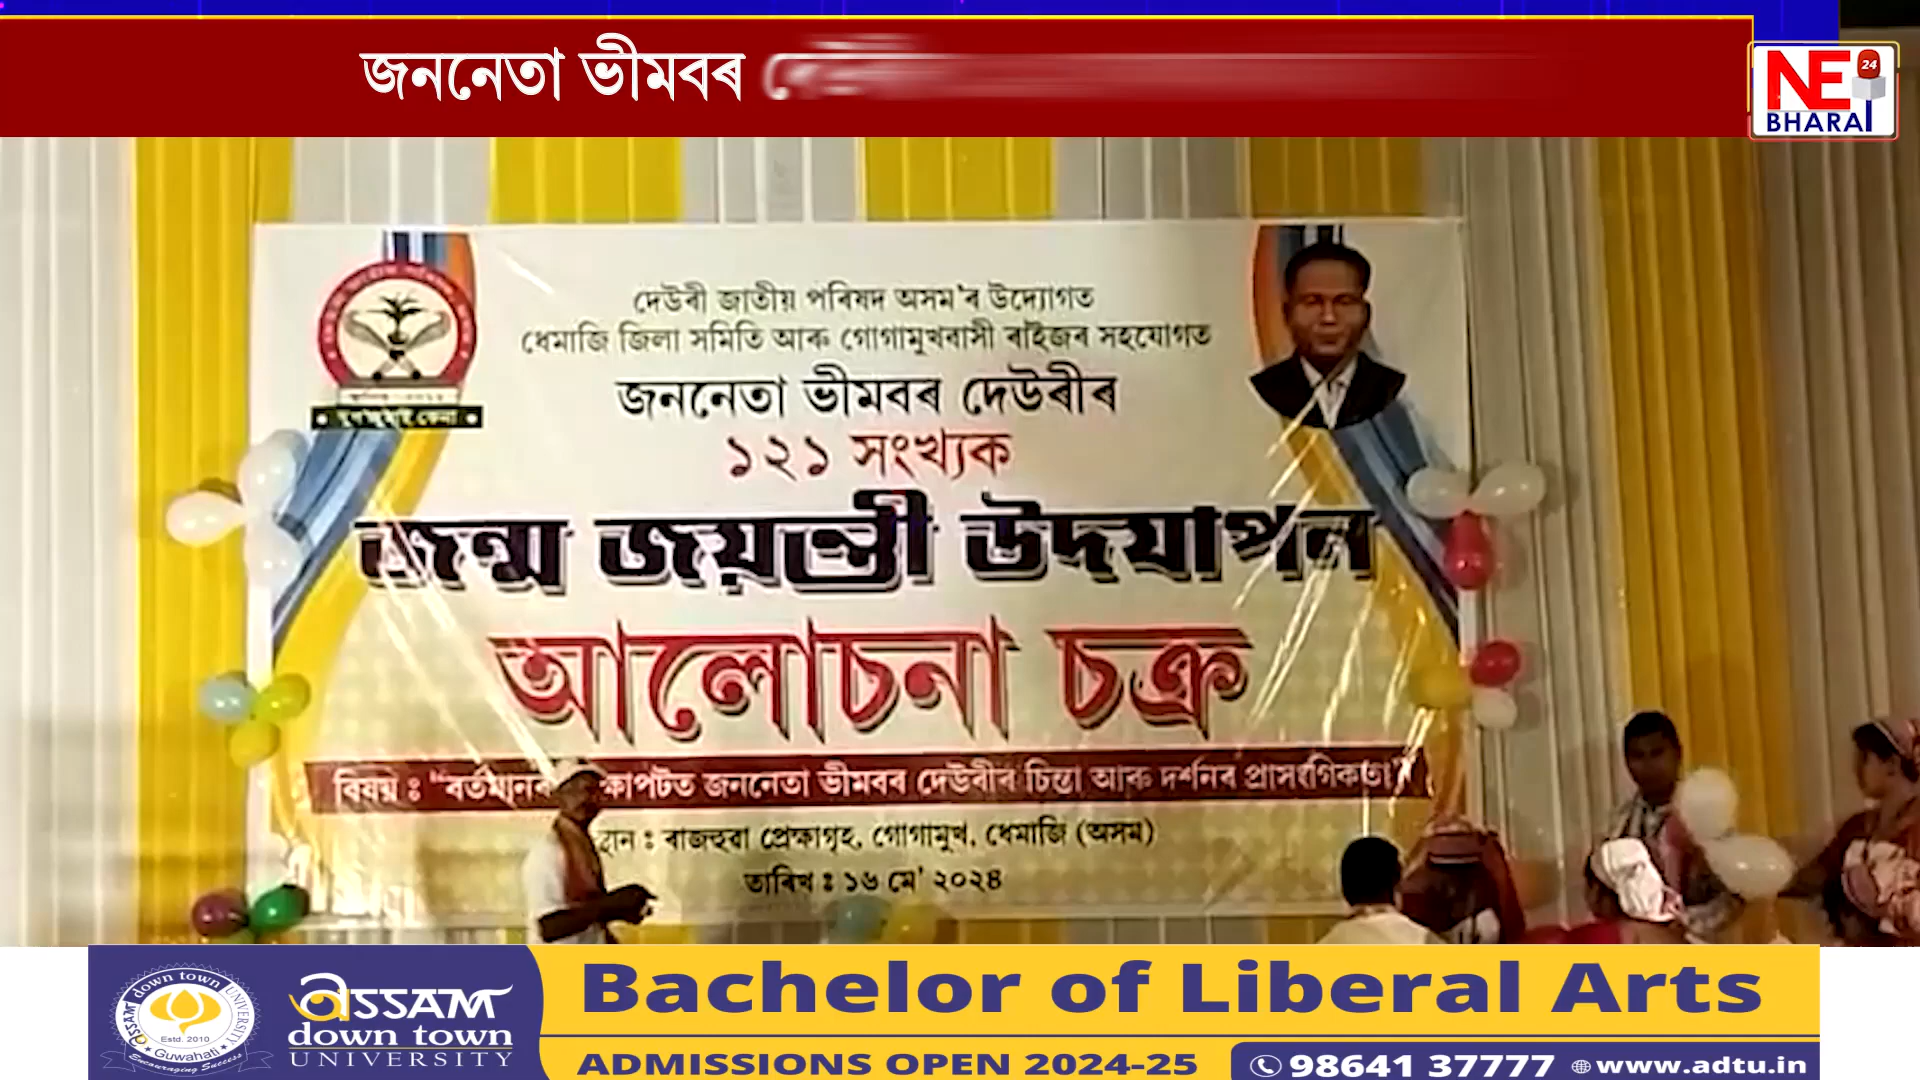 জননেতা ভীমবৰ
NE 24
BHARAT
দেউৰী জাতীয় পৰিষদ অসম'ৰ উদ্যোগত
ধেমাজি জিলা সমিতি আৰু গোগামুখবাসী ৰাইজৰ সহযোগত
জননেতা ভীমবৰ দেউৰীৰ
১২১ সংখ্যক
জন্ম জয়ন্তী উদযাপন
আলোচনা চক্ৰ
বিষয় : "বৰ্তমানৰ ক্ষাপটত জননেতা ভীমবৰ দেউৰীৰ চিন্তা আৰু দৰ্শনৰ প্ৰাসংগিকতা"
থান : ৰাজহুৱা প্ৰেক্ষাগৃহ, গোগামুখ, ধেমাজি (অসম)
তাৰিখ : ১৬ মে' ২০২৪
assam down town UNIVERSITY
Estd. 2010
Guwahati
Encouraging Success
ASSAM
down town
UNIVERSITY
Bachelor of Liberal Arts
ADMISSIONS OPEN 2024-25
98641 37777
www.adtu.in